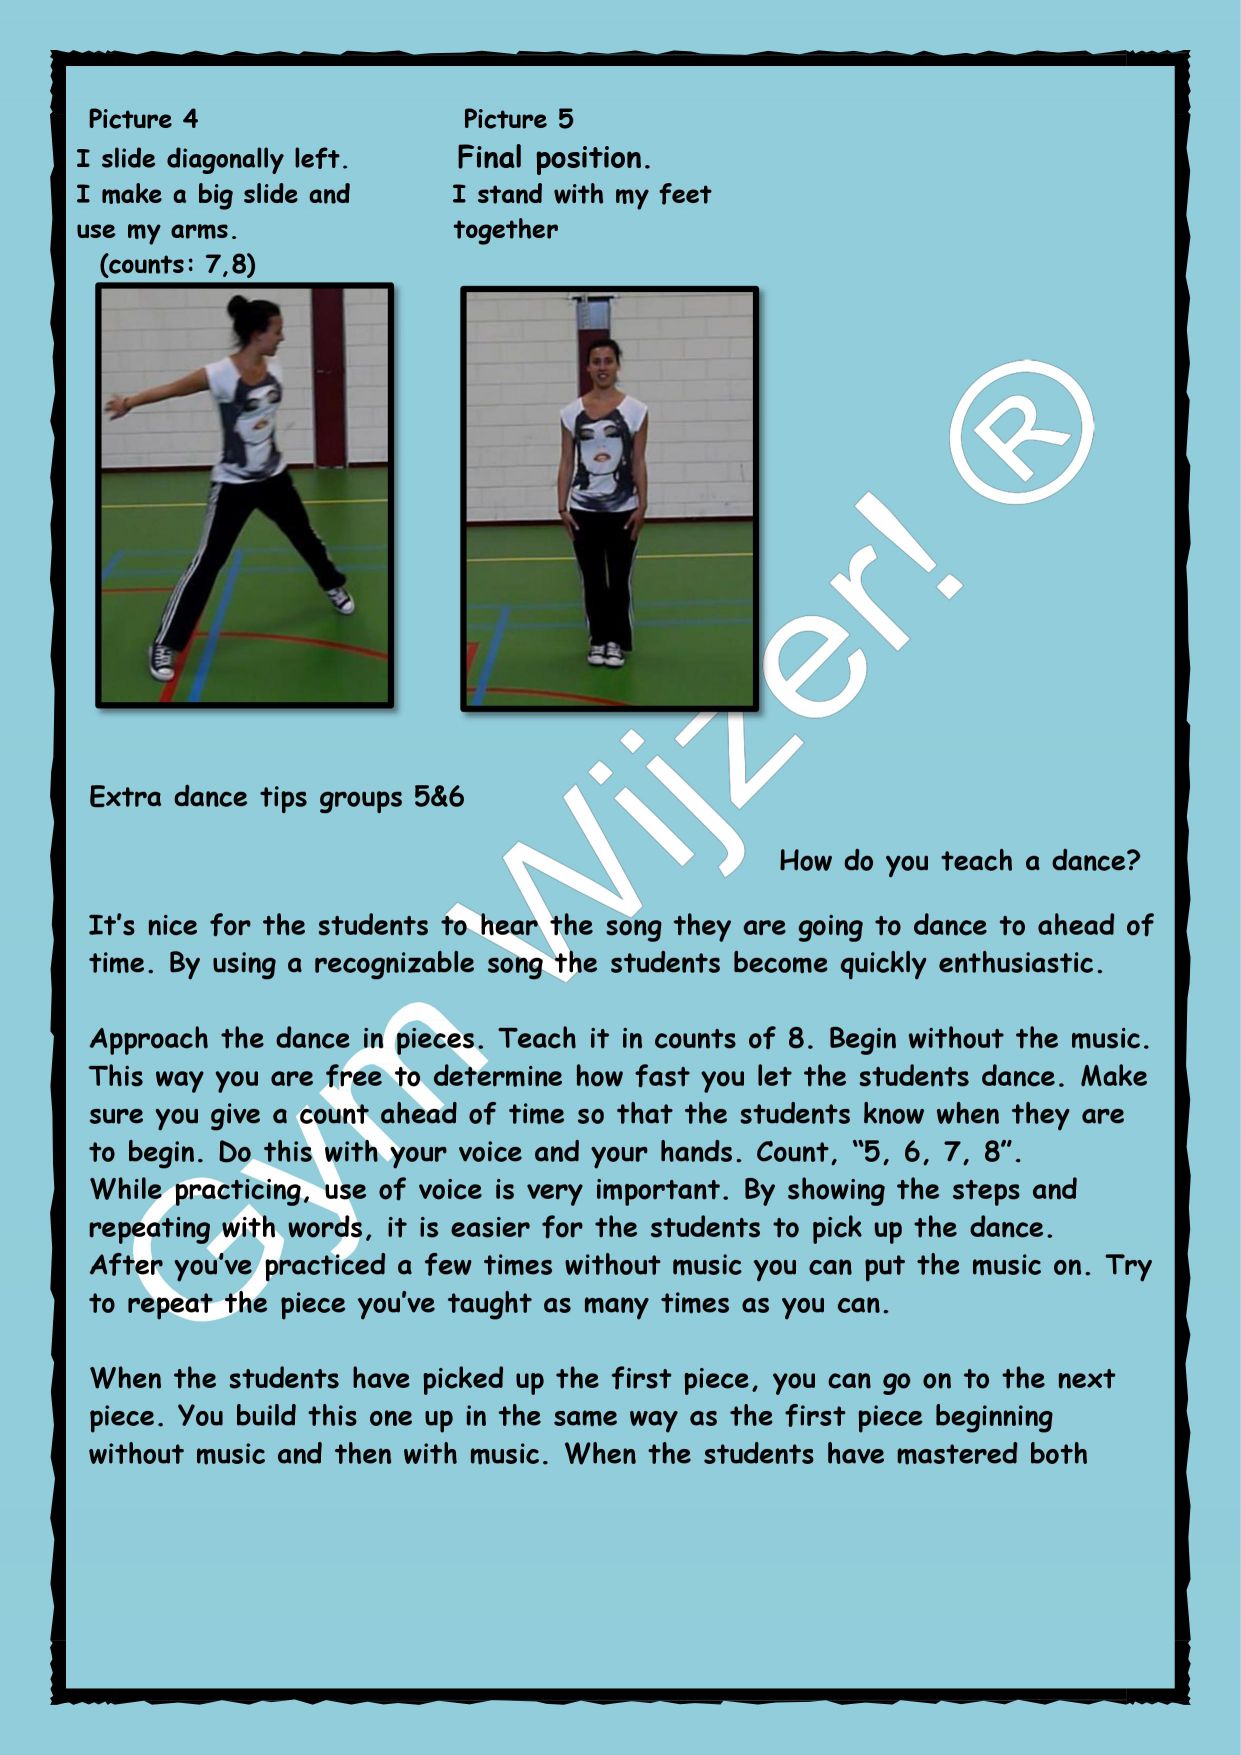 Picture 4
I slide diagonally left.
I make a big slide and
use my arms.
(counts: 7,8)
Picture 5
Final position.
I stand with my feet
together
Extra dance tips groups 5&6
How do you teach a dance?
It’s nice for the students to hear the song they are going to dance to ahead of
time. By using a recognizable song the students become quickly enthusiastic.
Approach the dance in pieces. Teach it in counts of 8. Begin without the music.
This way you are free to determine how fast you let the students dance. Make
sure you give a count ahead of time so that the students know when they are
to begin. Do this with your voice and your hands. Count, “5, 6, 7, 8”.
While practicing, use of voice is very important. By showing the steps and
repeating with words, it is easier for the students to pick up the dance.
After you’ve practiced a few times without music you can put the music on. Try
to repeat the piece you’ve taught as many times as you can.
When the students have picked up the first piece, you can go on to the next
piece. You build this one up in the same way as the first piece beginning
without music and then with music. When the students have mastered both
Gym Wijzer! ®